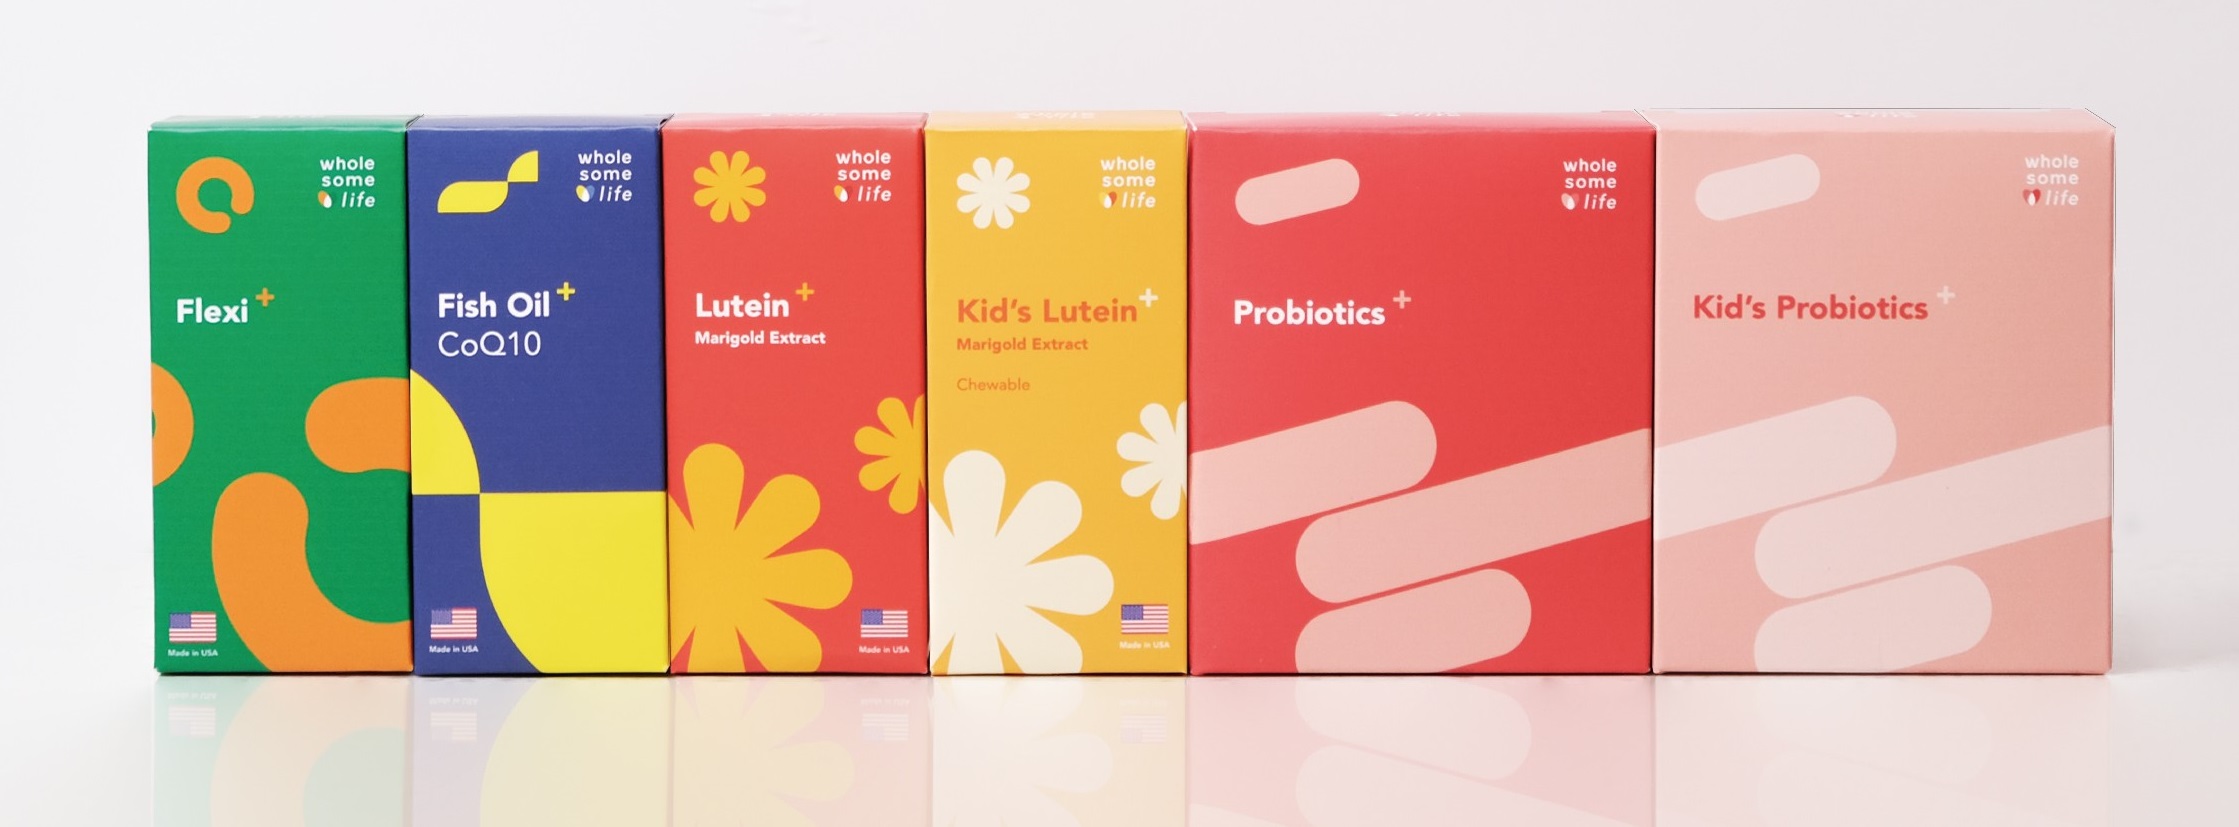 whole
some
life
Flexi+
Made in USA
whole
some
life
Fish Oil+
CoQ10
Made in USA
whole
some
life
Lutein+
Marigold Extract
Made in USA
whole
some
life
Kid's Lutein+
Marigold Extract
Chewable
Made in USA
whole
some
life
Probiotics+
whole
some
life
Kid's Probiotics+